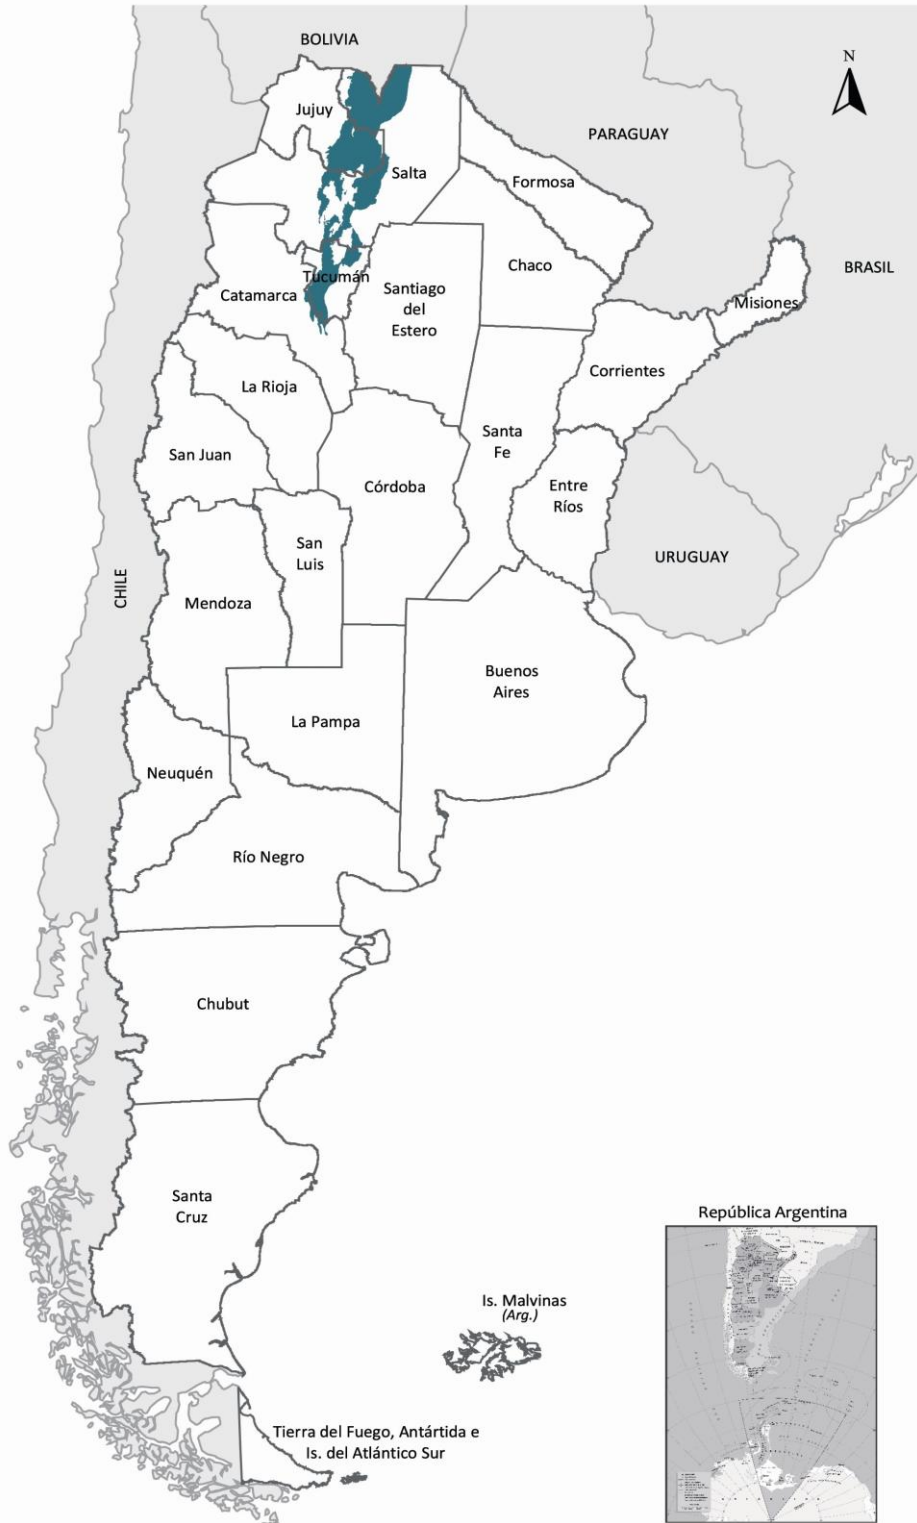 BOLIVIA
N
Jujuy
PARAGUAY
Salta
Formosa
Chaco
BRASIL
Tucumán
Catamarca
Santiago
del
Estero
Misiones
Corrientes
La Rioja
Santa
Fe
San Juan
Córdoba
Entre
Ríos
San
Luis
URUGUAY
CHILE
Mendoza
Buenos
Aires
La Pampa
Neuquén
Río Negro
Chubut
Santa
Cruz
República Argentina
Is. Malvinas
(Arg.)
Tierra del Fuego, Antártida e
Is. del Atlántico Sur